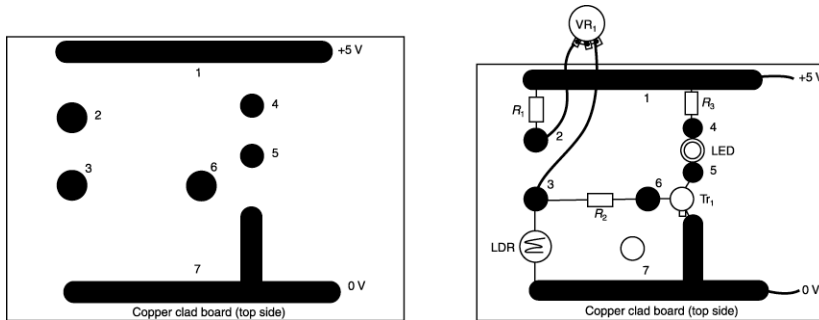 +5 V
1
2
4
5
3
6
7
0 V
Copper clad board (top side)
VR1
+5 V
1
R1
R3
2
4
LED
5
3
6
Tr1
R2
LDR
7
0 V
Copper clad board (top side)